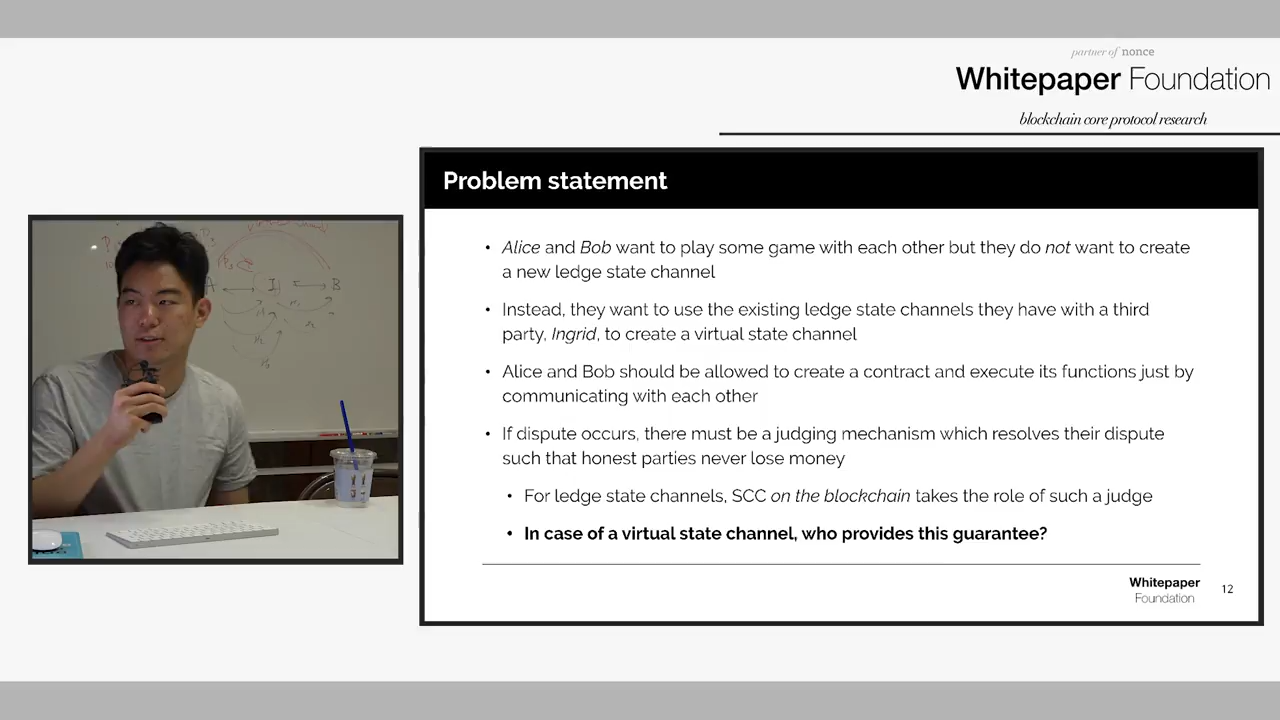 partner of nonce
Whitepaper Foundation
blockchain core protocol research
Problem statement
• Alice and Bob want to play some game with each other but they do not want to create
a new ledge state channel
• Instead, they want to use the existing ledge state channels they have with a third
party, Ingrid, to create a virtual state channel
• Alice and Bob should be allowed to create a contract and execute its functions just by
communicating with each other
• If dispute occurs, there must be a judging mechanism which resolves their dispute
such that honest parties never lose money
• For ledge state channels, SCC on the blockchain takes the role of such a judge
• In case of a virtual state channel, who provides this guarantee?
Whitepaper
Foundation
12
A
I
B